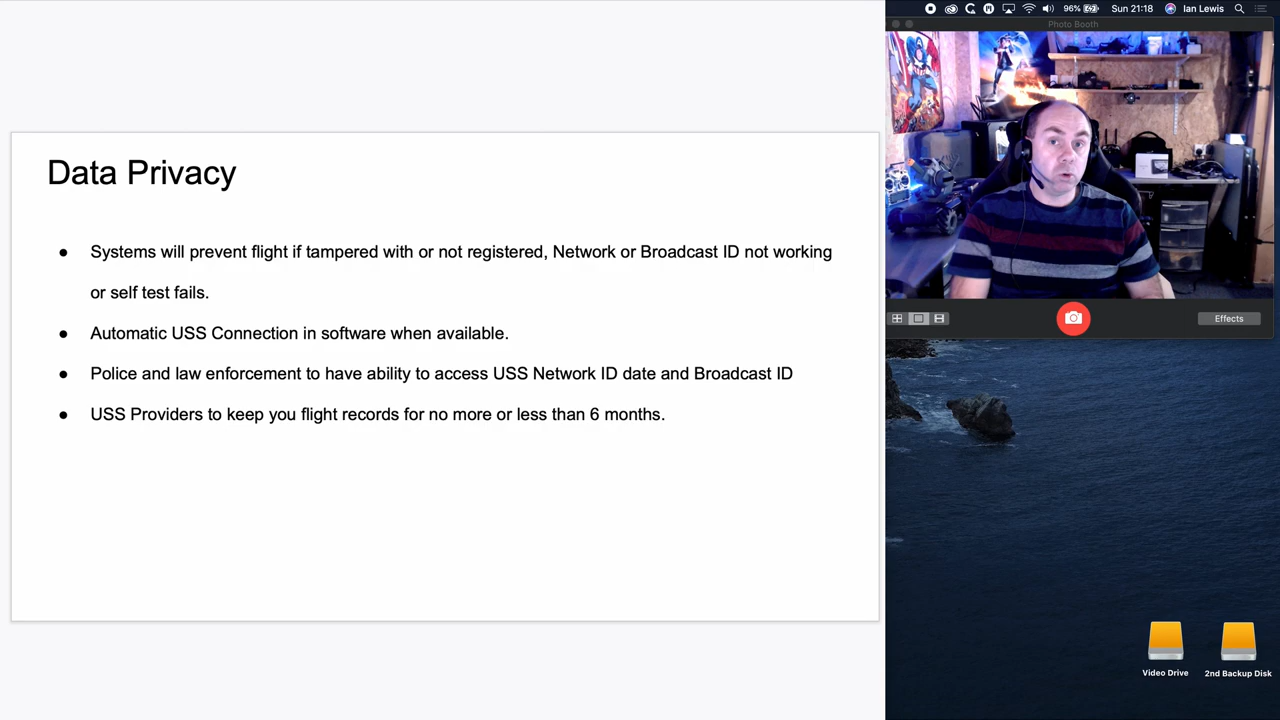 96%
Sun 21:18
Ian Lewis
Photo Booth
Data Privacy
Systems will prevent flight if tampered with or not registered, Network or Broadcast ID not working
or self test fails.
Automatic USS Connection in software when available.
Police and law enforcement to have ability to access USS Network ID date and Broadcast ID
USS Providers to keep you flight records for no more or less than 6 months.
Effects
Video Drive
2nd Backup Disk